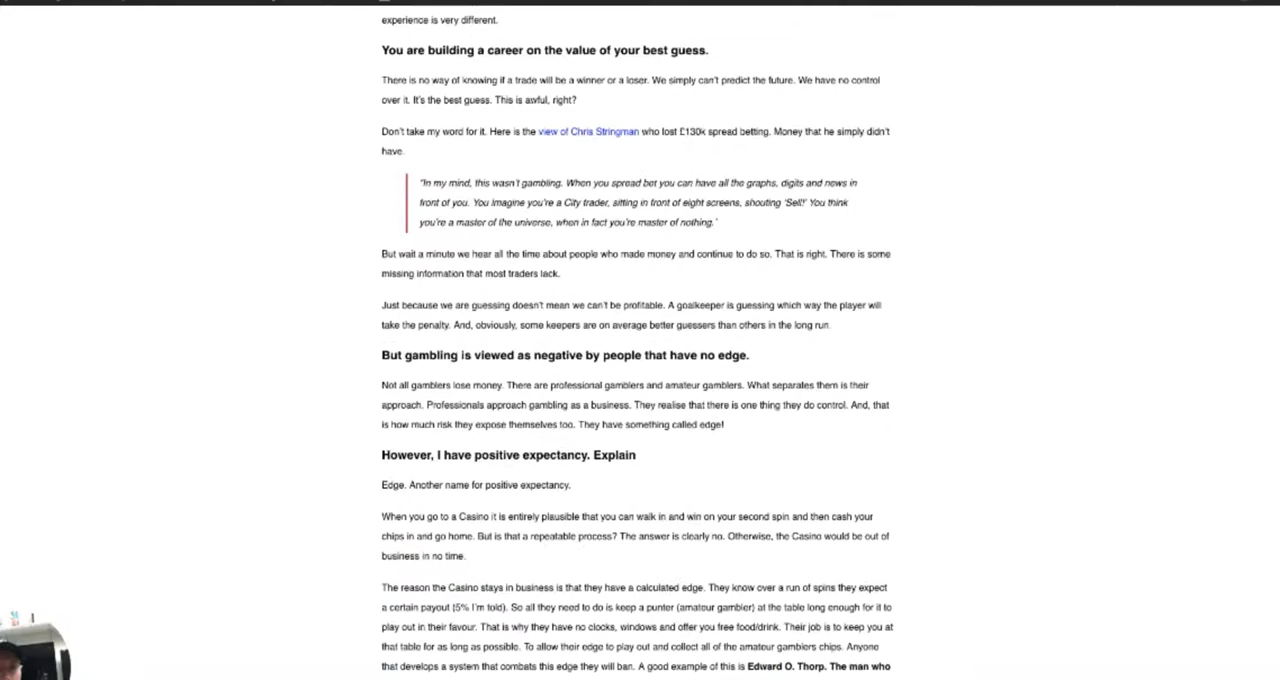 experience is very different.
You are building a career on the value of your best guess.
There is no way of knowing if a trade will be a winner or a loser. We simply can't predict the future. We have no control
over it. It's the best guess. This is awful, right?
Don't take my word for it. Here is the view of Chris Stringman who lost £130k spread betting. Money that he simply didn't
have.
"In my mind, this wasn't gambling. When you spread bet you can have all the graphs, digits and news in
front of you. You imagine you're a City trader, sitting in front of eight screens, shouting 'Sell!' You think
you're a master of the universe, when in fact you're master of nothing."
But wait a minute we hear all the time about people who made money and continue to do so. That is right. There is some
missing information that most traders lack.
Just because we are guessing doesn't mean we can't be profitable. A goalkeeper is guessing which way the player will
take the penalty. And, obviously, some keepers are on average better guessers than others in the long run.
But gambling is viewed as negative by people that have no edge.
Not all gamblers lose money. There are professional gamblers and amateur gamblers. What separates them is their
approach. Professionals approach gambling as a business. They realise that there is one thing they do control. And, that
is how much risk they expose themselves too. They have something called edge!
However, I have positive expectancy. Explain
Edge. Another name for positive expectancy.
When you go to a Casino it is entirely plausible that you can walk in and win on your second spin and then cash your
chips in and go home. But is that a repeatable process? The answer is clearly no. Otherwise, the Casino would be out of
business in no time.
The reason the Casino stays in business is that they have a calculated edge. They know over a run of spins they expect
a certain payout (5% I'm told). So all they need to do is keep a punter (amateur gambler) at the table long enough for it to
play out in their favour. That is why they have no clocks, windows and offer you free food/drink. Their job is to keep you at
that table for as long as possible. To allow their edge to play out and collect all of the amateur gamblers chips. Anyone
that develops a system that combats this edge they will ban. A good example of this is Edward O. Thorp. The man who